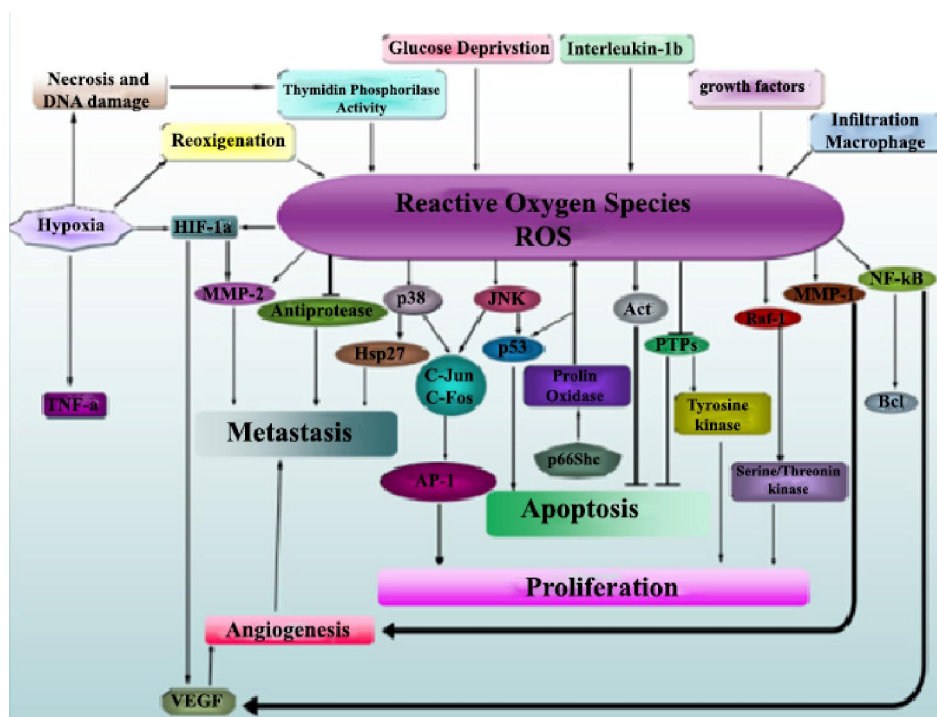 Glucose Deprivstion
Interleukin-1b
Necrosis and
DNA damage
Thymidin Phosphorilase
Activity
growth factors
Reoxigenation
Infiltration
Macrophage
Hypoxia
HIF-1a
Reactive Oxygen Species
ROS
MMP-2
Antiprotease
p38
JNK
Act
Raf-1
MMP-1
NF-kB
Hsp27
C-Jun
C-Fos
p53
PTPs
Prolin
Oxidase
Tyrosine
kinase
Bcl
TNF-a
Metastasis
p66Shc
AP-1
Apoptosis
Serine/Threonin
kinase
Proliferation
Angiogenesis
VEGF